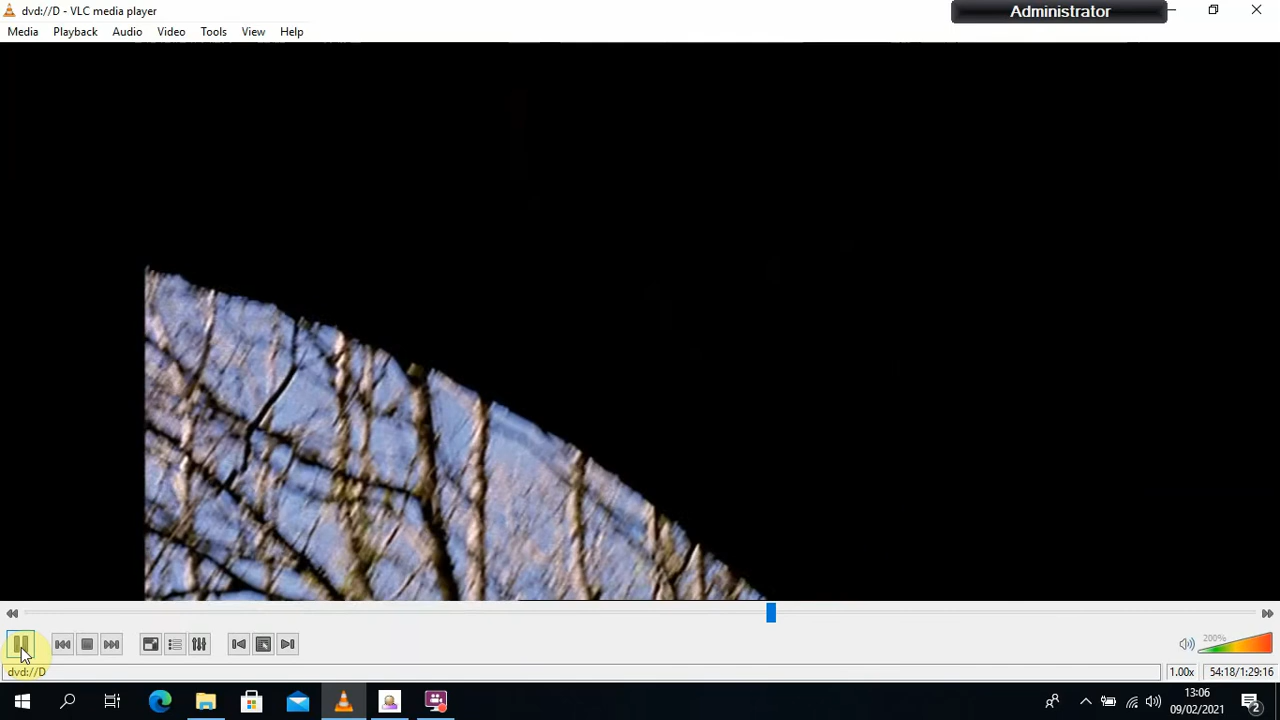 dvd://D - VLC media player
Administrator
Media Playback Audio Video Tools View Help
200%
dvd://D
1.00x
54:18/1:29:16
13:06
09/02/2021
2